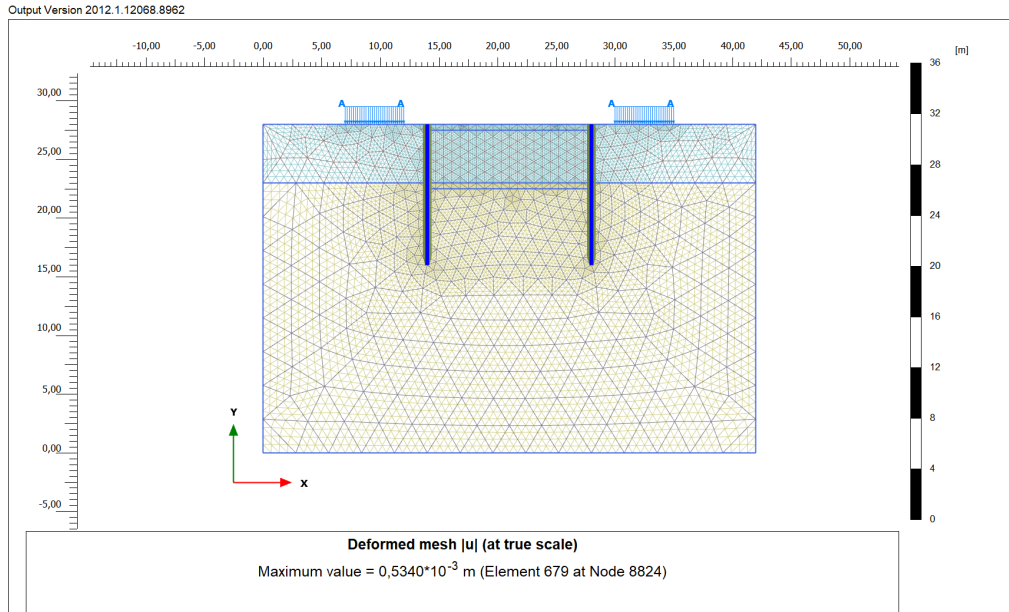 Output Version 2012.1.12068.8962
-10,00 -5,00 0,00 5,00 10,00 15,00 20,00 25,00 30,00 35,00 40,00 45,00 50,00
[m]
36
32
28
24
20
16
12
8
4
0
30,00
25,00
20,00
15,00
10,00
5,00
0,00
-5,00
A A A A
Y
X
Deformed mesh |u| (at true scale)
Maximum value = 0,5340*10⁻³ m (Element 679 at Node 8824)